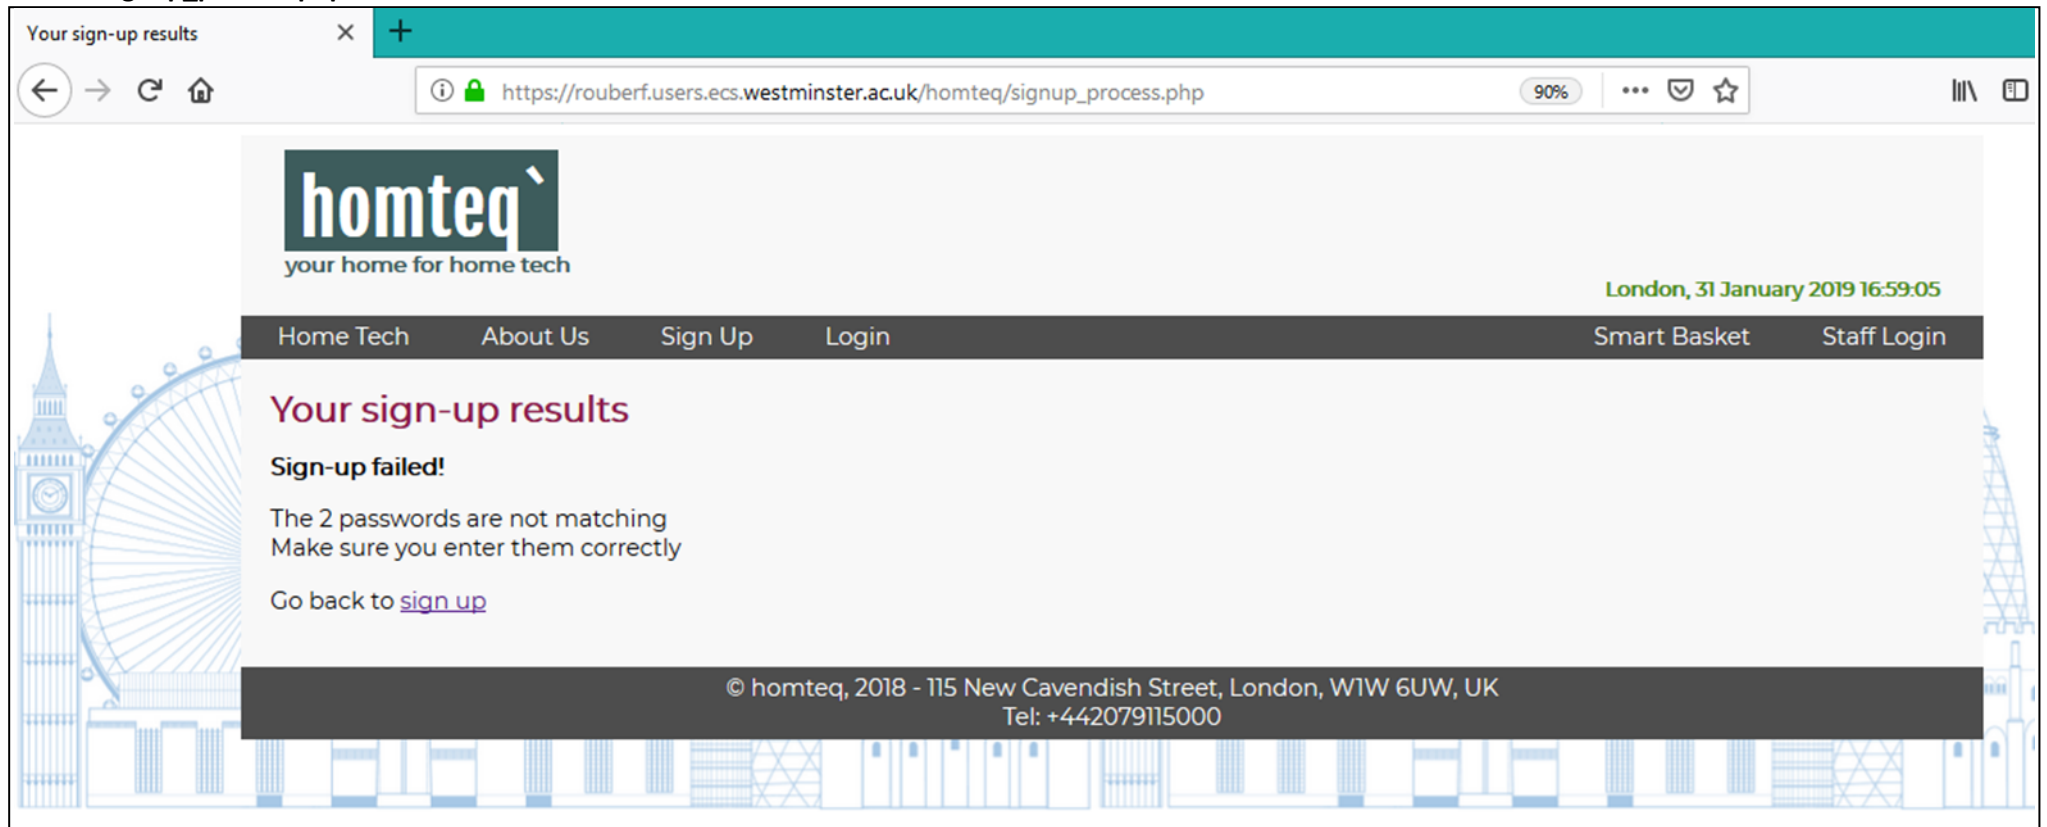 Your sign-up results
https://rouberf.users.ecs.westminster.ac.uk/homteq/signup_process.php
90%
homteq`
your home for home tech
London, 31 January 2019 16:59:05
Home Tech About Us Sign Up Login Smart Basket Staff Login
Your sign-up results
Sign-up failed!
The 2 passwords are not matching
Make sure you enter them correctly
Go back to sign up
© homteq, 2018 - 115 New Cavendish Street, London, W1W 6UW, UK
Tel: +442079115000